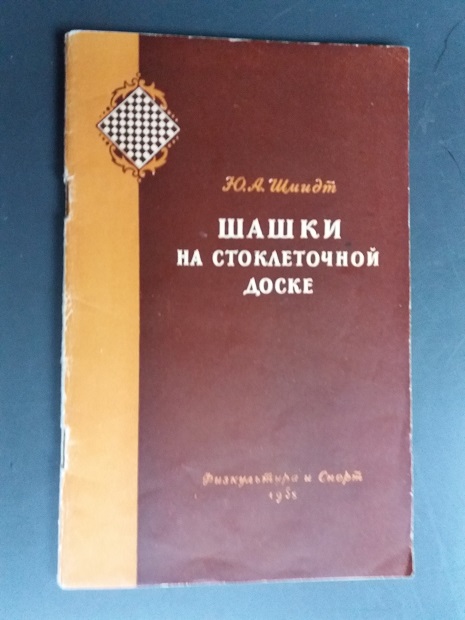 Ю. А. Шмидт
ШАШКИ
НА СТОКЛЕТОЧНОЙ
ДОСКЕ
Физкультура и Спорт